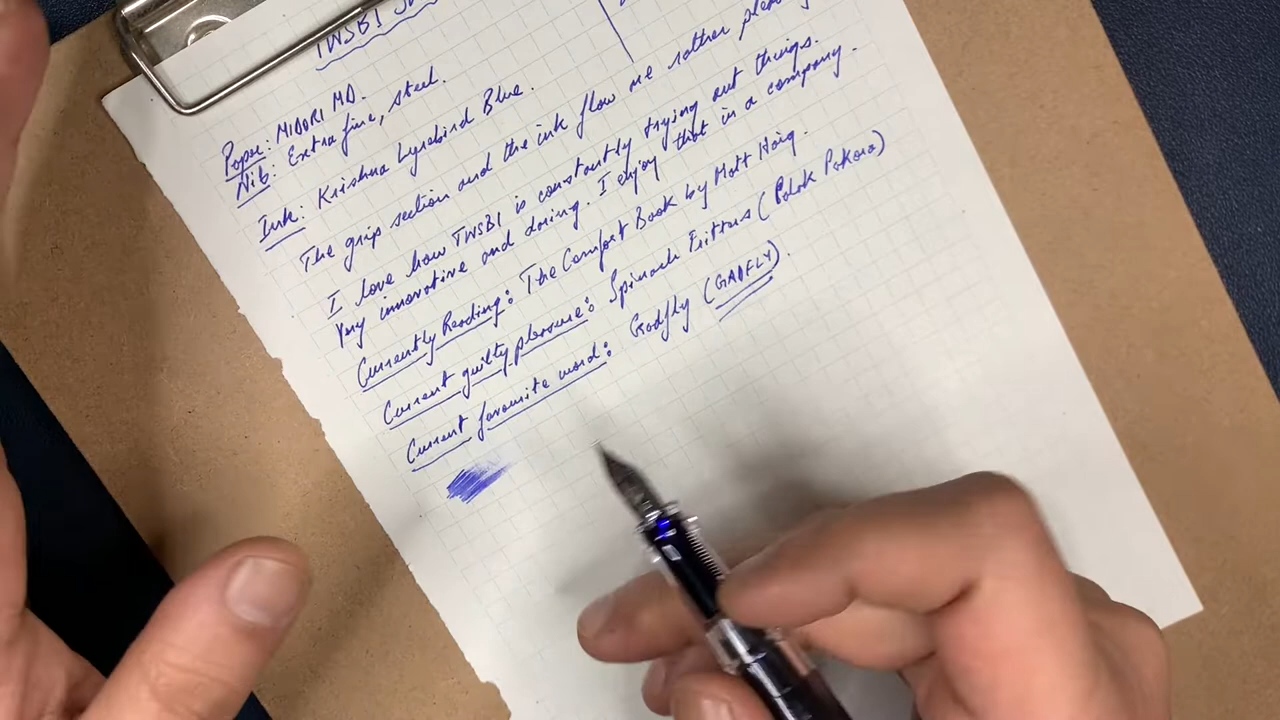 TWSBI
Paper: MIDORI MD.
Nib: Extra fine, steel.
Ink: Krishna Lyrebird Blue.
The grip section and the ink flow are rather
I love how TWSBI is constantly trying out things.
Very innovative and daring. I enjoy that in a company.
Currently Reading: The Comfort Book by Matt Haig.
Current guilty pleasure: Spinach Fritters (Palak Pakora)
Current favourite word: Gadfly (GADFLY).